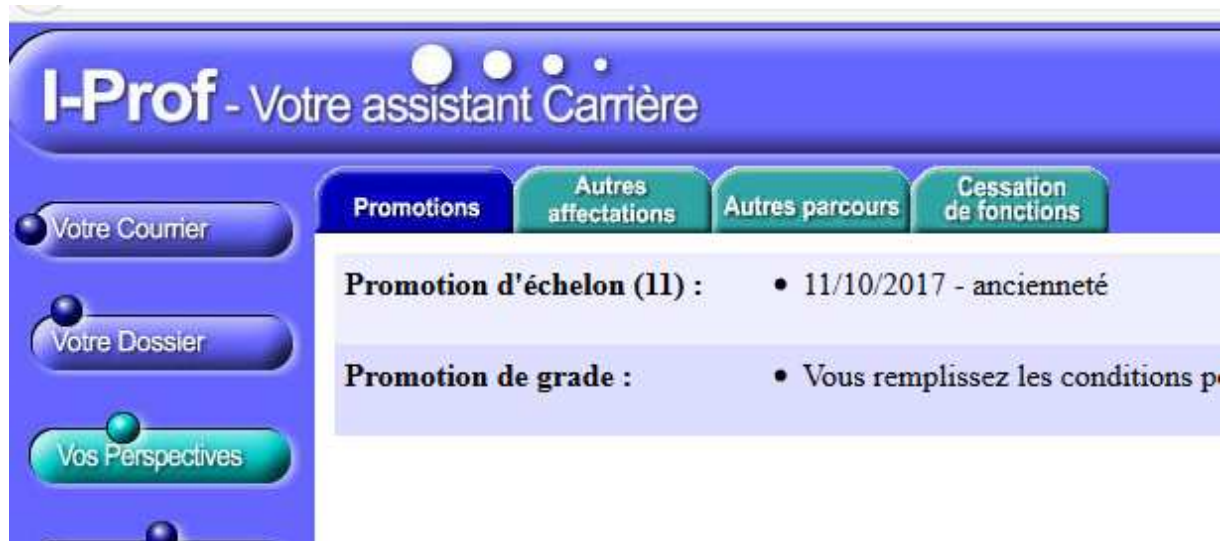 I-Prof - Votre assistant Carrière
Promotions
Autres
affectations
Autres parcours
Cessation
de fonctions
Votre Courrier
Votre Dossier
Vos Perspectives
Promotion d'échelon (11) :
• 11/10/2017 - ancienneté
Promotion de grade :
• Vous remplissez les conditions